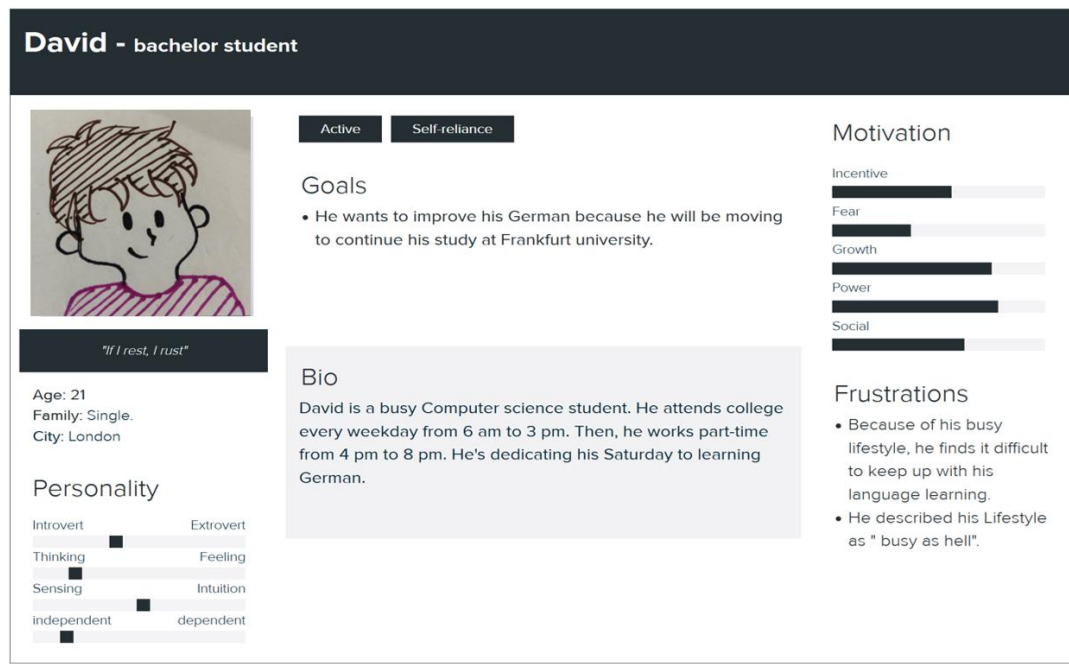 David - bachelor student
"If I rest, I rust"
Age: 21
Family: Single.
City: London
Personality
Introvert Extrovert
Thinking Feeling
Sensing Intuition
independent dependent
Active Self-reliance
Goals
• He wants to improve his German because he will be moving
to continue his study at Frankfurt university.
Bio
David is a busy Computer science student. He attends college
every weekday from 6 am to 3 pm. Then, he works part-time
from 4 pm to 8 pm. He's dedicating his Saturday to learning
German.
Motivation
Incentive
Fear
Growth
Power
Social
Frustrations
• Because of his busy
lifestyle, he finds it difficult
to keep up with his
language learning.
• He described his Lifestyle
as " busy as hell".